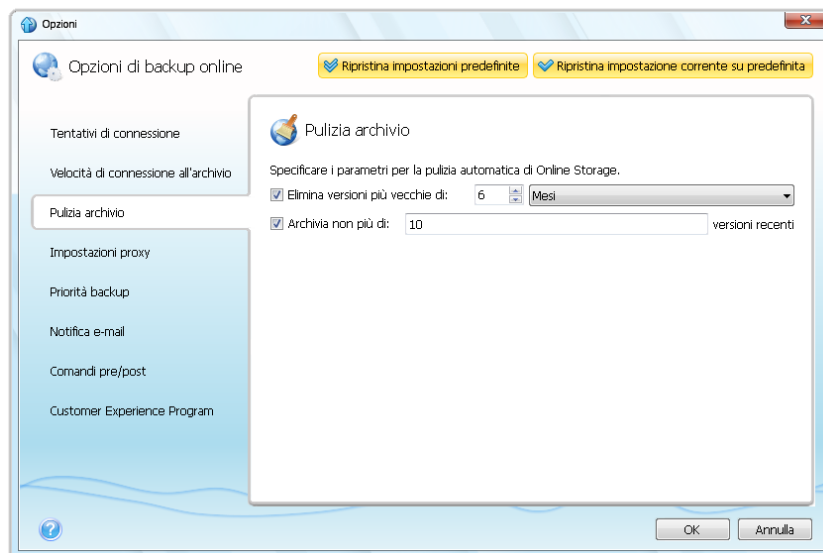 Opzioni
Opzioni di backup online
Ripristina impostazioni predefinite
Ripristina impostazione corrente su predefinita
Tentativi di connessione
Velocità di connessione all'archivio
Pulizia archivio
Impostazioni proxy
Priorità backup
Notifica e-mail
Comandi pre/post
Customer Experience Program
Pulizia archivio
Specificare i parametri per la pulizia automatica di Online Storage.
Elimina versioni più vecchie di: 6 Mesi
Archivia non più di: 10 versioni recenti
OK Annulla